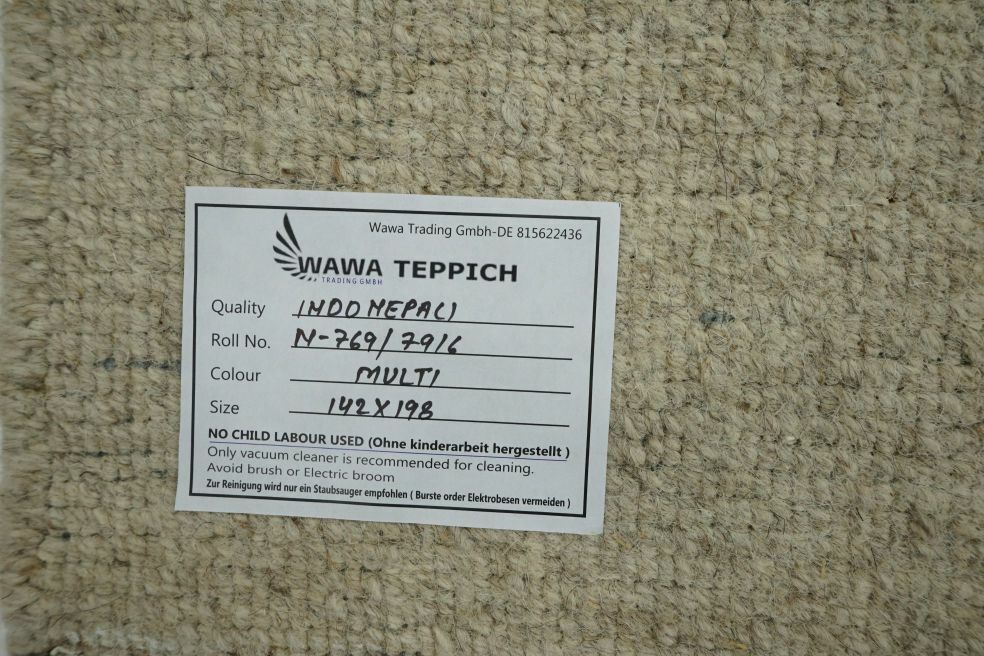 Wawa Trading Gmbh-DE 815622436
WAWA TEPPICH
TRADING GMBH
Quality INDO NEPALI
Roll No. N-769/7916
Colour MULTI
Size 142X198
NO CHILD LABOUR USED (Ohne kinderarbeit hergestellt )
Only vacuum cleaner is recommended for cleaning.
Avoid brush or Electric broom
Zur Reinigung wird nur ein Staubsauger empfohlen ( Burste order Elektrobesen vermeiden )